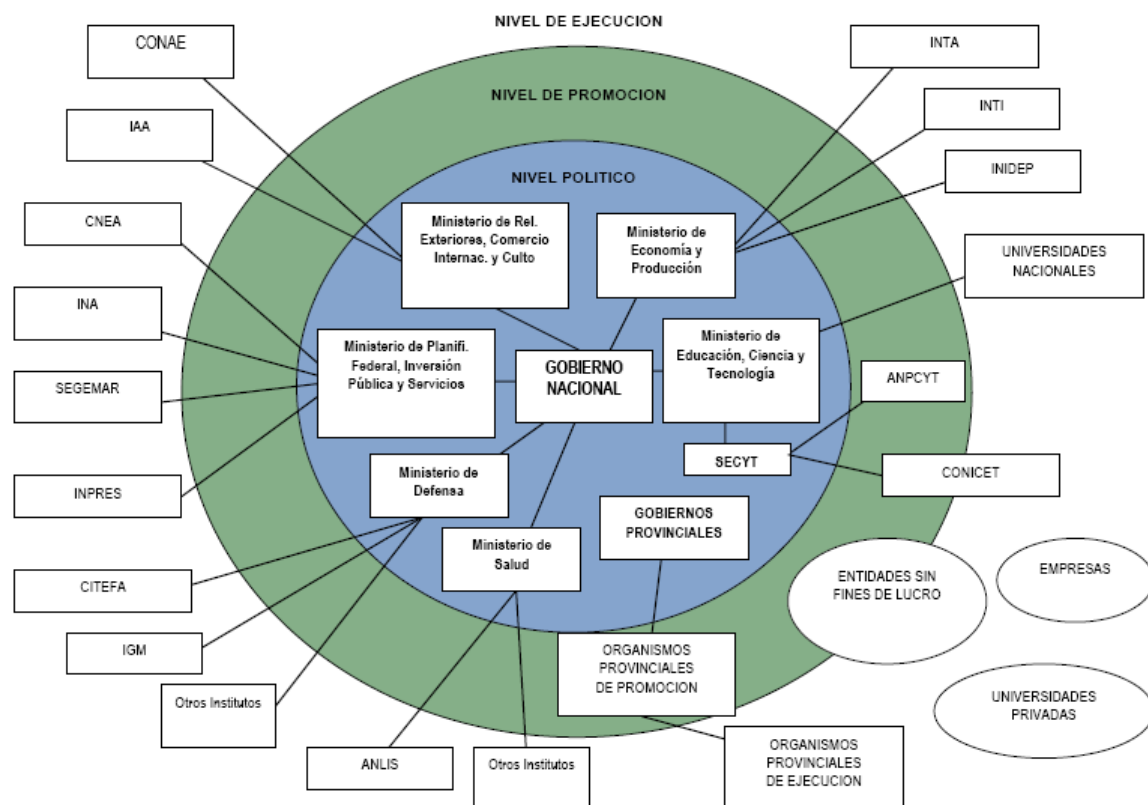 NIVEL DE EJECUCION
CONAE
INTA
NIVEL DE PROMOCION
IAA
INTI
NIVEL POLITICO
INIDEP
CNEA
Ministerio de Rel.
Exteriores, Comercio
Internac. y Culto
Ministerio de
Economía y
Producción
UNIVERSIDADES
NACIONALES
INA
Ministerio de Planifi.
Federal, Inversión
Pública y Servicios
GOBIERNO
NACIONAL
Ministerio de
Educación, Ciencia y
Tecnología
SEGEMAR
ANPCYT
SECYT
CONICET
INPRES
Ministerio de
Defensa
GOBIERNOS
PROVINCIALES
Ministerio de
Salud
CITEFA
ENTIDADES SIN
FINES DE LUCRO
EMPRESAS
IGM
ORGANISMOS
PROVINCIALES
DE PROMOCION
Otros Institutos
UNIVERSIDADES
PRIVADAS
ANLIS
Otros Institutos
ORGANISMOS
PROVINCIALES
DE EJECUCION